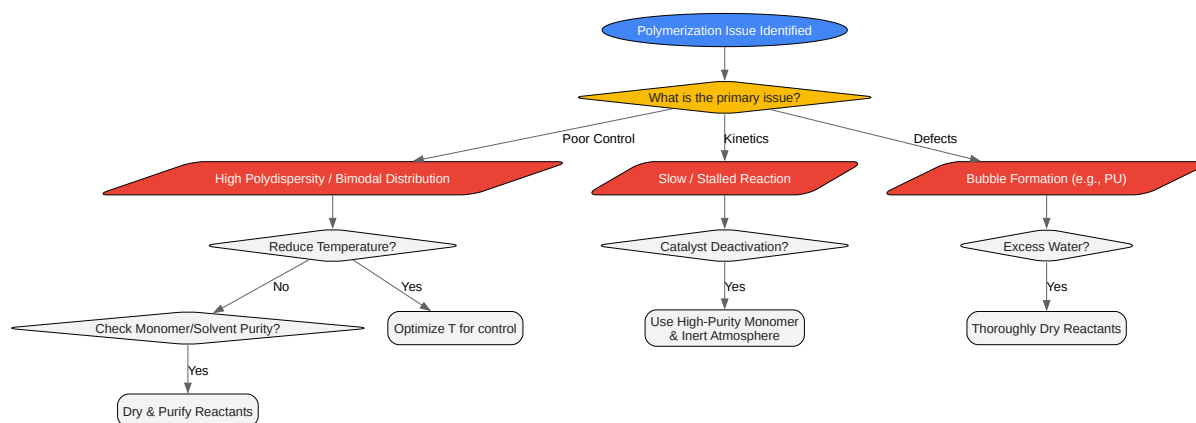 Polymerization Issue Identified
What is the primary issue?
Poor Control
Kinetics
Defects
High Polydispersity / Bimodal Distribution
Slow / Stalled Reaction
Bubble Formation (e.g., PU)
Reduce Temperature?
Catalyst Deactivation?
Excess Water?
No
Yes
Yes
Yes
Check Monomer/Solvent Purity?
Optimize T for control
Use High-Purity Monomer
& Inert Atmosphere
Thoroughly Dry Reactants
Yes
Dry & Purify Reactants